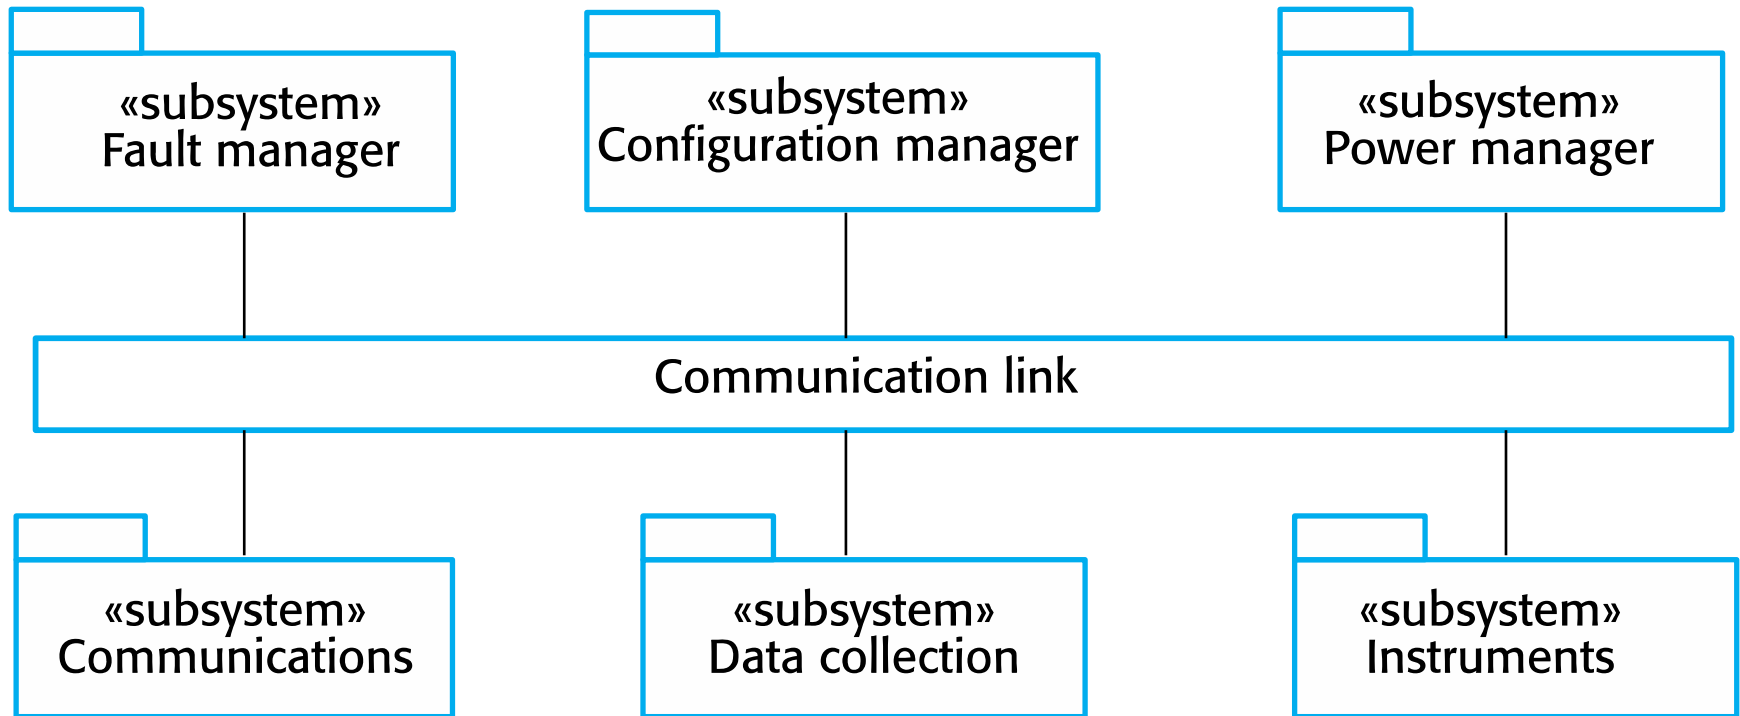 «subsystem»
Fault manager
«subsystem»
Configuration manager
«subsystem»
Power manager
Communication link
«subsystem»
Communications
«subsystem»
Data collection
«subsystem»
Instruments